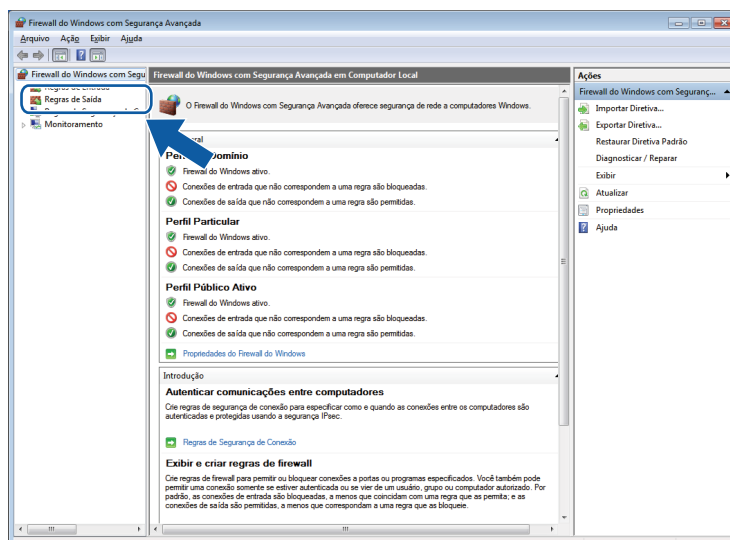 Firewall do Windows com Segurança Avançada
Arquivo Ação Exibir Ajuda
Firewall do Windows com Segu
Regras de Entrada
Regras de Saída
Monitoramento
Firewall do Windows com Segurança Avançada em Computador Local
O Firewall do Windows com Segurança Avançada oferece segurança de rede a computadores Windows.
Domínio
Firewall do Windows ativo.
Conexões de entrada que não correspondem a uma regra são bloqueadas.
Conexões de saída que não correspondem a uma regra são permitidas.
Perfil Particular
Firewall do Windows ativo.
Conexões de entrada que não correspondem a uma regra são bloqueadas.
Conexões de saída que não correspondem a uma regra são permitidas.
Perfil Público Ativo
Firewall do Windows ativo.
Conexões de entrada que não correspondem a uma regra são bloqueadas.
Conexões de saída que não correspondem a uma regra são permitidas.
Propriedades do Firewall do Windows
Introdução
Autenticar comunicações entre computadores
Crie regras de segurança de conexão para especificar como e quando as conexões entre os computadores são
autenticadas e protegidas usando a segurança IPsec.
Regras de Segurança de Conexão
Exibir e criar regras de firewall
Crie regras de firewall para permitir ou bloquear conexões a portas ou programas especificados. Você também pode
permitir uma conexão somente se estiver autenticada ou se vier de um usuário, grupo ou computador autorizado. Por
padrão, as conexões de entrada são bloqueadas, a menos que coincidam com uma regra que as permita; e as
conexões de saída são permitidas, a menos que correspondam a uma regra que as bloqueie.
Ações
Firewall do Windows com Seguranç...
Importar Diretiva...
Exportar Diretiva...
Restaurar Diretiva Padrão
Diagnosticar / Reparar
Exibir
Atualizar
Propriedades
Ajuda